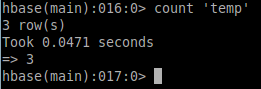 hbase(main):016:0> count 'temp'
3 row(s)
Took 0.0471 seconds
=> 3
hbase(main):017:0>